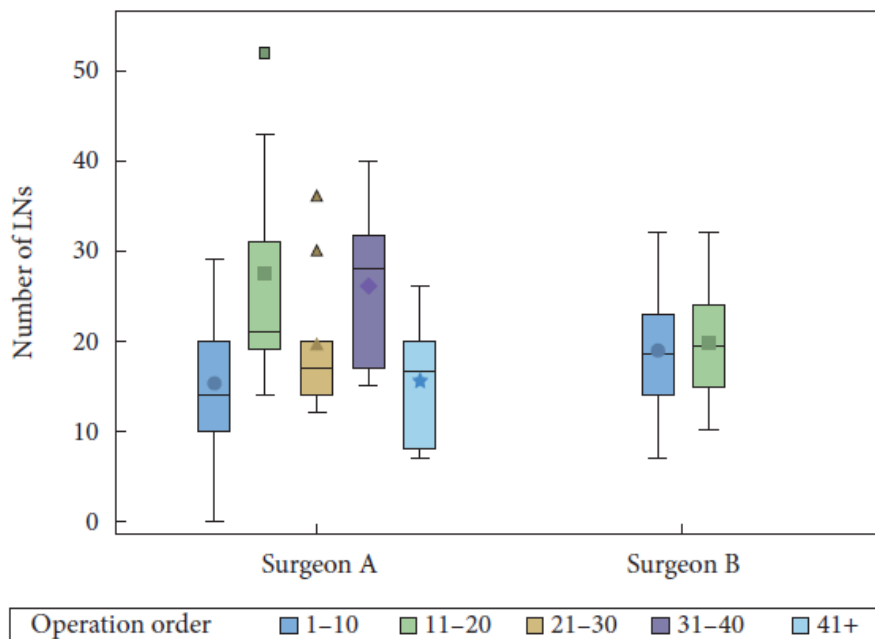 Number of LNs
50
40
30
20
10
0
Surgeon A Surgeon B
Operation order 1–10 11–20 21–30 31–40 41+